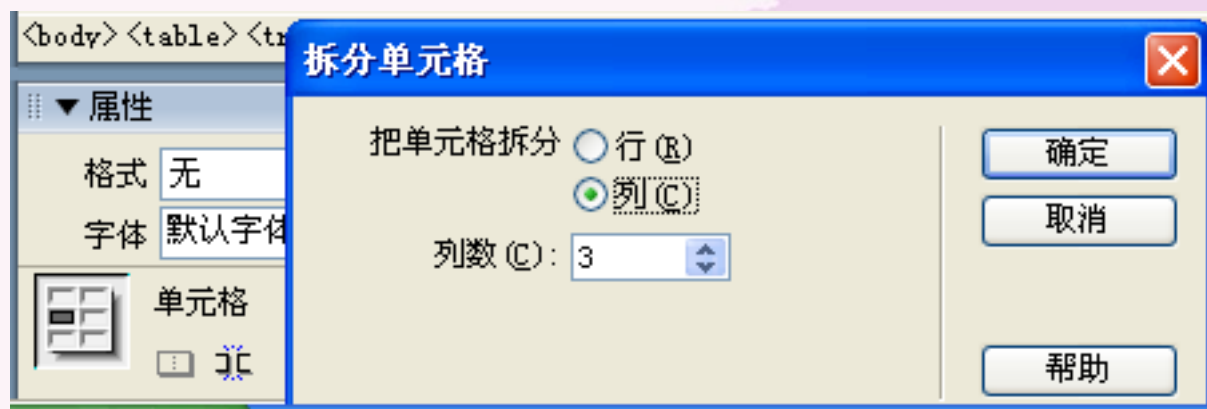 <body><table><tr
拆分单元格
▼属性
格式 无
字体 默认字体
单元格
把单元格拆分 行(R)
列(C)
列数(C): 3
确定
取消
帮助